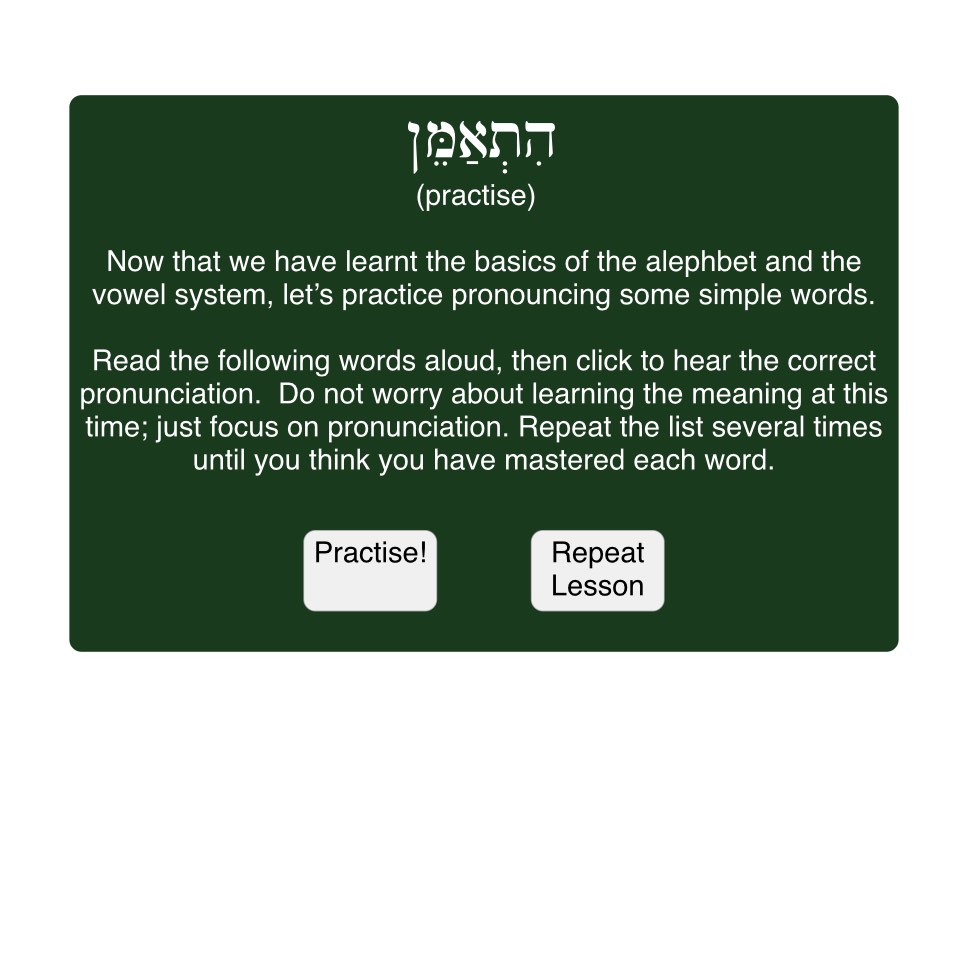 הִתְאַמֵּן
(practise)
Now that we have learnt the basics of the alephbet and the
vowel system, let’s practice pronouncing some simple words.
Read the following words aloud, then click to hear the correct
pronunciation.  Do not worry about learning the meaning at this
time; just focus on pronunciation. Repeat the list several times
until you think you have mastered each word.
Practise!
Repeat
Lesson